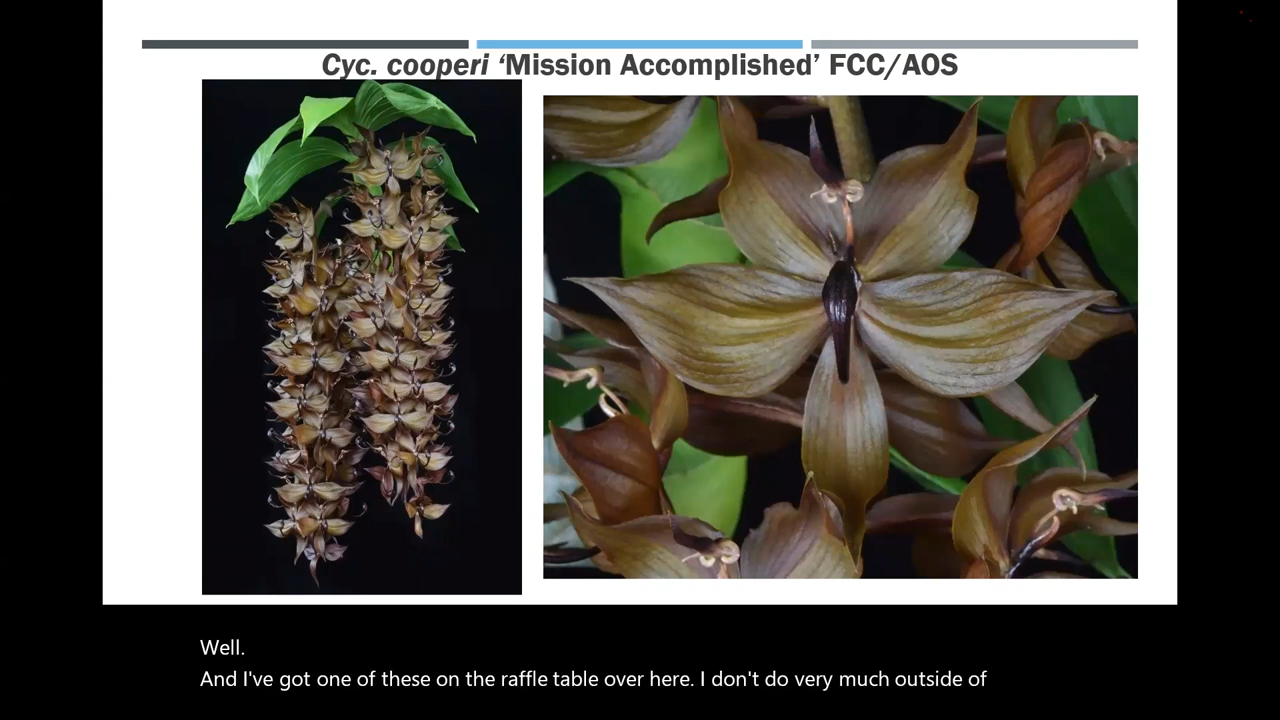 Cyc. cooperi ‘Mission Accomplished’ FCC/AOS
Well.
And I've got one of these on the raffle table over here. I don't do very much outside of